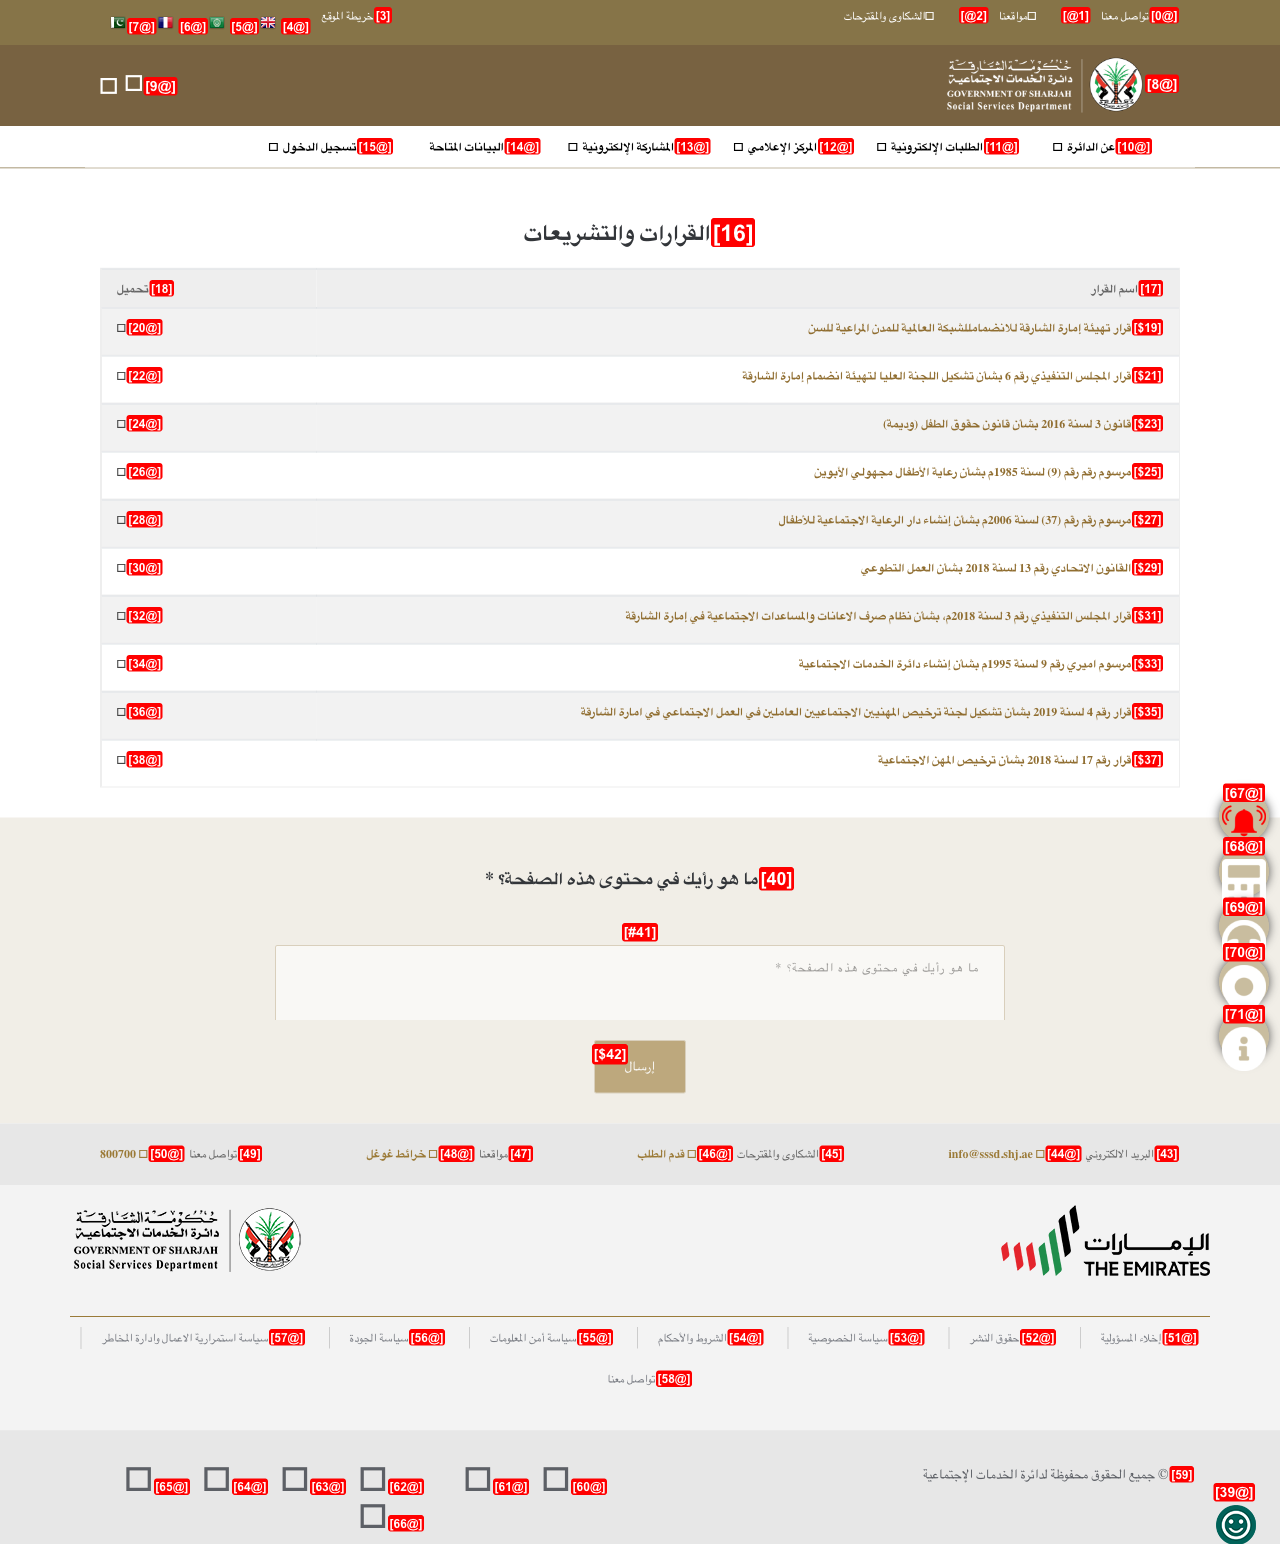 [@0] تواصل معنا [@1] مواقعنا [@2] الشكاوى والمقترحات [3] خريطة الموقع [@4] [@5] [@6] [@7]
[@8] حكومة الشارقة
دائرة الخدمات الاجتماعية
GOVERNMENT OF SHARJAH
Social Services Department
[@9]
[@10] عن الدائرة [@11] الطلبات الإلكترونية [@12] المركز الإعلامي [@13] المشاركة الإلكترونية [@14] البيانات المتاحة [@15] تسجيل الدخول
[16] القرارات والتشريعات
[17] اسم القرار [18] تحميل
[$19] قرار تهيئة إمارة الشارقة للانضمامللشبكة العالمية للمدن المراعية للسن [@20]
[$21] قرار المجلس التنفيذي رقم 6 بشأن تشكيل اللجنة العليا لتهيئة انضمام إمارة الشارقة [@22]
[$23] قانون 3 لسنة 2016 بشأن قانون حقوق الطفل (وديمة) [@24]
[$25] مرسوم رقم رقم (9) لسنة 1985م بشأن رعاية الأطفال مجهولي الأبوين [@26]
[$27] مرسوم رقم رقم (37) لسنة 2006م بشأن إنشاء دار الرعاية الاجتماعية للأطفال [@28]
[$29] القانون الاتحادي رقم 13 لسنة 2018 بشأن العمل التطوعي [@30]
[$31] قرار المجلس التنفيذي رقم 3 لسنة 2018م، بشأن نظام صرف الاعانات والمساعدات الاجتماعية في إمارة الشارقة [@32]
[$33] مرسوم اميري رقم 9 لسنة 1995م بشأن إنشاء دائرة الخدمات الاجتماعية [@34]
[$35] قرار رقم 4 لسنة 2019 بشأن تشكيل لجنة ترخيص المهنيين الاجتماعيين العاملين في العمل الاجتماعي في امارة الشارقة [@36]
[$37] قرار رقم 17 لسنة 2018 بشأن ترخيص المهن الاجتماعية [@38]
[@67]
[@68]
[@69]
[@70]
[@71]
[40] ما هو رأيك في محتوى هذه الصفحة؟ *
[#41]
ما هو رأيك في محتوى هذه الصفحة؟ *
[$42] إرسال
[43] البريد الالكتروني [@44] info@sssd.shj.ae [45] الشكاوى والمقترحات [@46] قدم الطلب [47] مواقعنا [@48] خرائط غوغل [49] تواصل معنا [@50] 800700
الإمارات
THE EMIRATES
حكومة الشارقة
دائرة الخدمات الاجتماعية
GOVERNMENT OF SHARJAH
Social Services Department
[@51] إخلاء المسؤولية [@52] حقوق النشر [@53] سياسة الخصوصية [@54] الشروط والأحكام [@55] سياسة أمن المعلومات [@56] سياسة الجودة [@57] سياسة استمرارية الاعمال وادارة المخاطر
[@58] تواصل معنا
[59] © جميع الحقوق محفوظة لدائرة الخدمات الإجتماعية [@60] [@61] [@62] [@63] [@64] [@65]
[@66]
[@39]